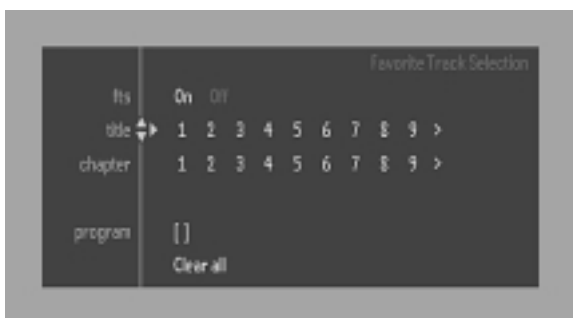 Favorite Track Selection
fts On Off
title 1 2 3 4 5 6 7 8 9 >
chapter 1 2 3 4 5 6 7 8 9 >
program [ ]
Clear all